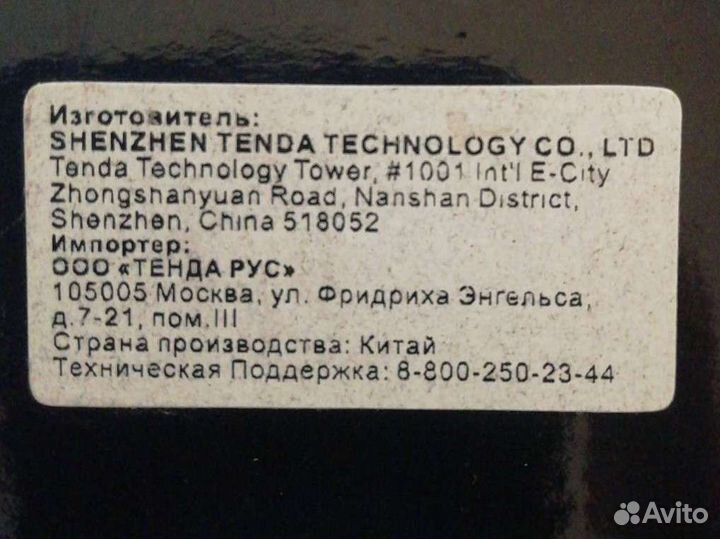 Изготовитель:
SHENZHEN TENDA TECHNOLOGY CO., LTD
Tenda Technology Tower, #1001 Int'l E-City
Zhongshanyuan Road, Nanshan District,
Shenzhen, China 518052
Импортер:
ООО «ТЕНДА РУС»
105005 Москва, ул. Фридриха Энгельса,
д.7-21, пом.III
Страна производства: Китай
Техническая Поддержка: 8-800-250-23-44
Avito